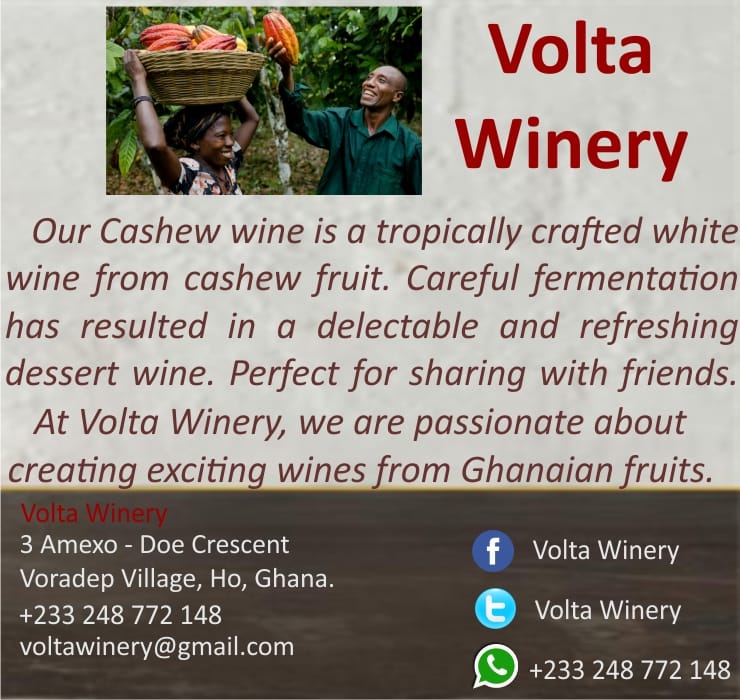 Volta
Winery
Our Cashew wine is a tropically crafted white
wine from cashew fruit. Careful fermentation
has resulted in a delectable and refreshing
dessert wine. Perfect for sharing with friends.
At Volta Winery, we are passionate about
creating exciting wines from Ghanaian fruits.
Volta Winery
3 Amexo - Doe Crescent
Voradep Village, Ho, Ghana.
+233 248 772 148
voltawinery@gmail.com
Volta Winery
Volta Winery
+233 248 772 148